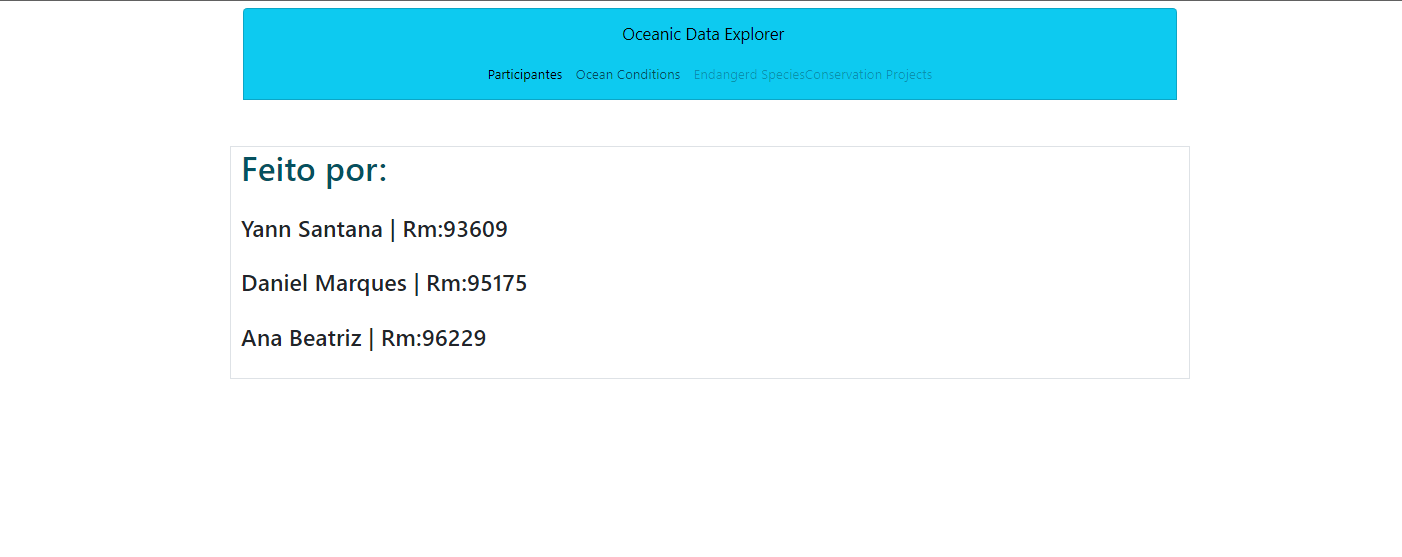 Oceanic Data Explorer
Participantes Ocean Conditions Endangerd SpeciesConservation Projects
Feito por:
Yann Santana | Rm:93609
Daniel Marques | Rm:95175
Ana Beatriz | Rm:96229